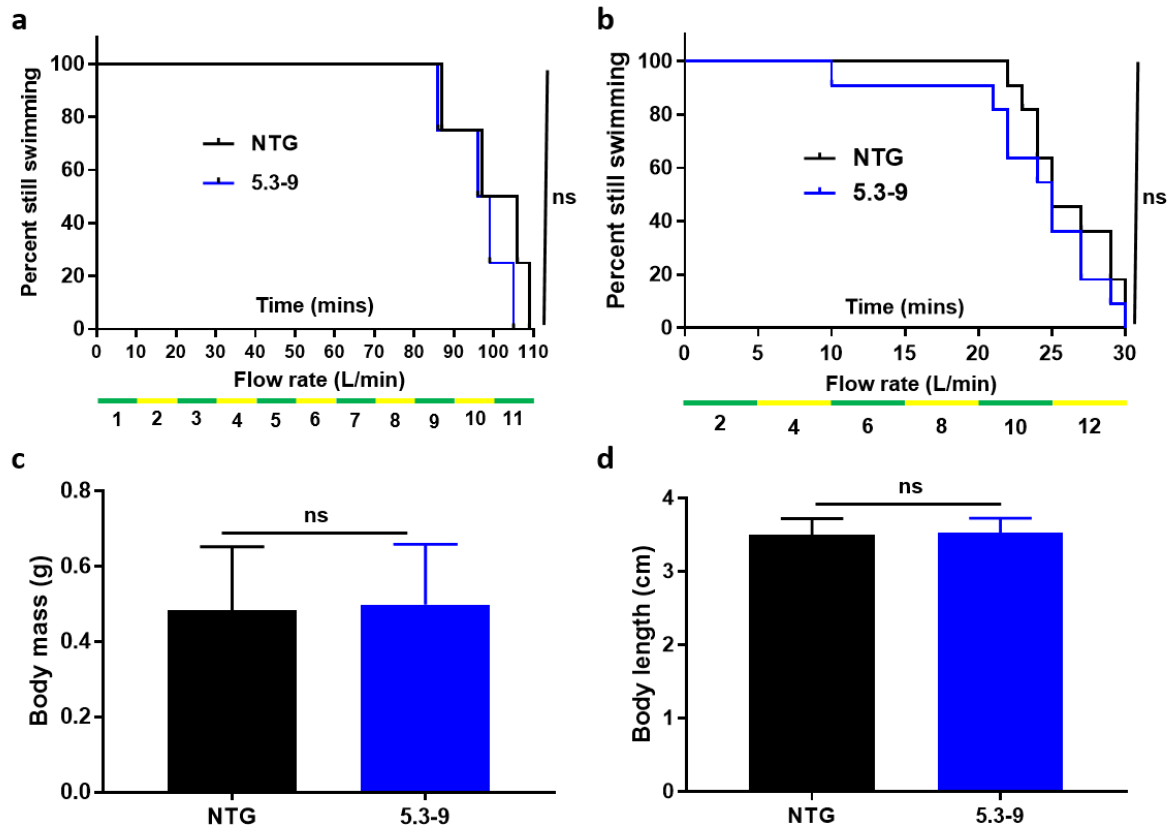 a
Percent still swimming
100
80
60
40
20
0
NTG
5.3-9
ns
Time (mins)
0 10 20 30 40 50 60 70 80 90 100 110
Flow rate (L/min)
1 2 3 4 5 6 7 8 9 10 11
b
Percent still swimming
100
80
60
40
20
0
NTG
5.3-9
ns
Time (mins)
0 5 10 15 20 25 30
Flow rate (L/min)
2 4 6 8 10 12
c
Body mass (g)
0.8
0.6
0.4
0.2
0.0
ns
NTG 5.3-9
d
Body length (cm)
4
3
2
1
0
ns
NTG 5.3-9